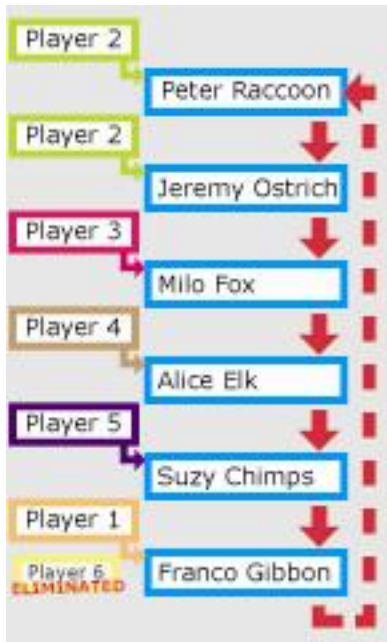 Player 2
Peter Raccoon
Player 2
Jeremy Ostrich
Player 3
Milo Fox
Player 4
Alice Elk
Player 5
Suzy Chimps
Player 1
Franco Gibbon
Player 6
ELIMINATED